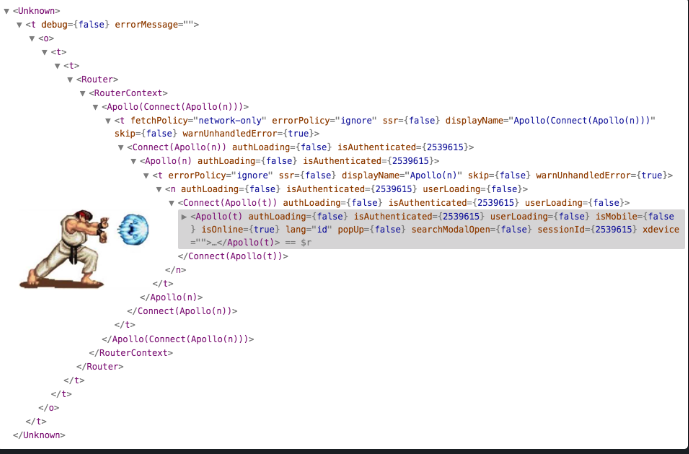 ▼ <Unknown>
▼ <t debug={false} errorMessage="">
▼ <o>
▼ <t>
▼ <t>
▼ <Router>
▼ <RouterContext>
▼ <Apollo(Connect(Apollo(n)))>
▼ <t fetchPolicy="network-only" errorPolicy="ignore" ssr={false} displayName="Apollo(Connect(Apollo(n)))"
skip={false} warnUnhandledError={true}>
▼ <Connect(Apollo(n)) authLoading={false} isAuthenticated={2539615}>
▼ <Apollo(n) authLoading={false} isAuthenticated={2539615}>
▼ <t errorPolicy="ignore" ssr={false} displayName="Apollo(n)" skip={false} warnUnhandledError={true}>
▼ <n authLoading={false} isAuthenticated={2539615} userLoading={false}>
▼ <Connect(Apollo(t)) authLoading={false} isAuthenticated={2539615} userLoading={false}>
▶ <Apollo(t) authLoading={false} isAuthenticated={2539615} userLoading={false} isMobile={false
} isOnline={true} lang="id" popUp={false} searchModalOpen={false} sessionId={2539615} xdevice
="">…</Apollo(t)> == $r
</Connect(Apollo(t))>
</n>
</t>
</Apollo(n)>
</Connect(Apollo(n))>
</t>
</Apollo(Connect(Apollo(n)))>
</RouterContext>
</Router>
</t>
</t>
</o>
</t>
</Unknown>